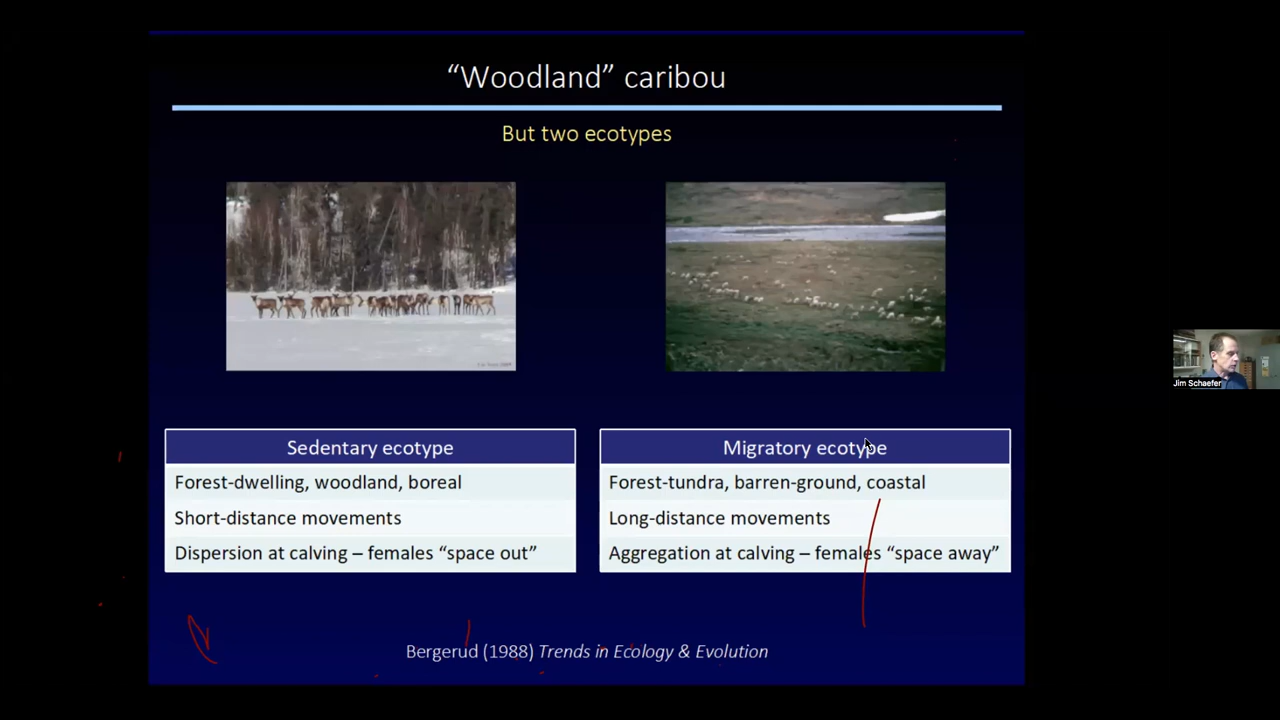 “Woodland” caribou
But two ecotypes
Sedentary ecotype
Forest-dwelling, woodland, boreal
Short-distance movements
Dispersion at calving – females “space out”
Migratory ecotype
Forest-tundra, barren-ground, coastal
Long-distance movements
Aggregation at calving – females “space away”
Bergerud (1988) Trends in Ecology & Evolution
Jim Schaefer